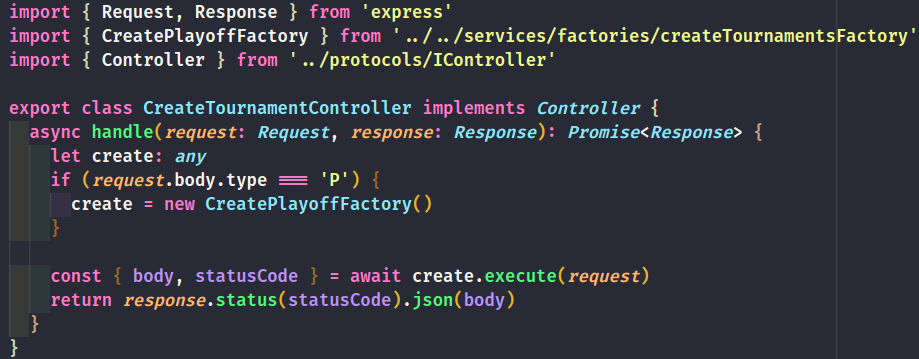 import { Request, Response } from 'express'
import { CreatePlayoffFactory } from '../../services/factories/createTournamentsFactory'
import { Controller } from '../protocols/IController'
export class CreateTournamentController implements Controller {
async handle(request: Request, response: Response): Promise<Response> {
let create: any
if (request.body.type === 'P') {
create = new CreatePlayoffFactory()
}
const { body, statusCode } = await create.execute(request)
return response.status(statusCode).json(body)
}
}